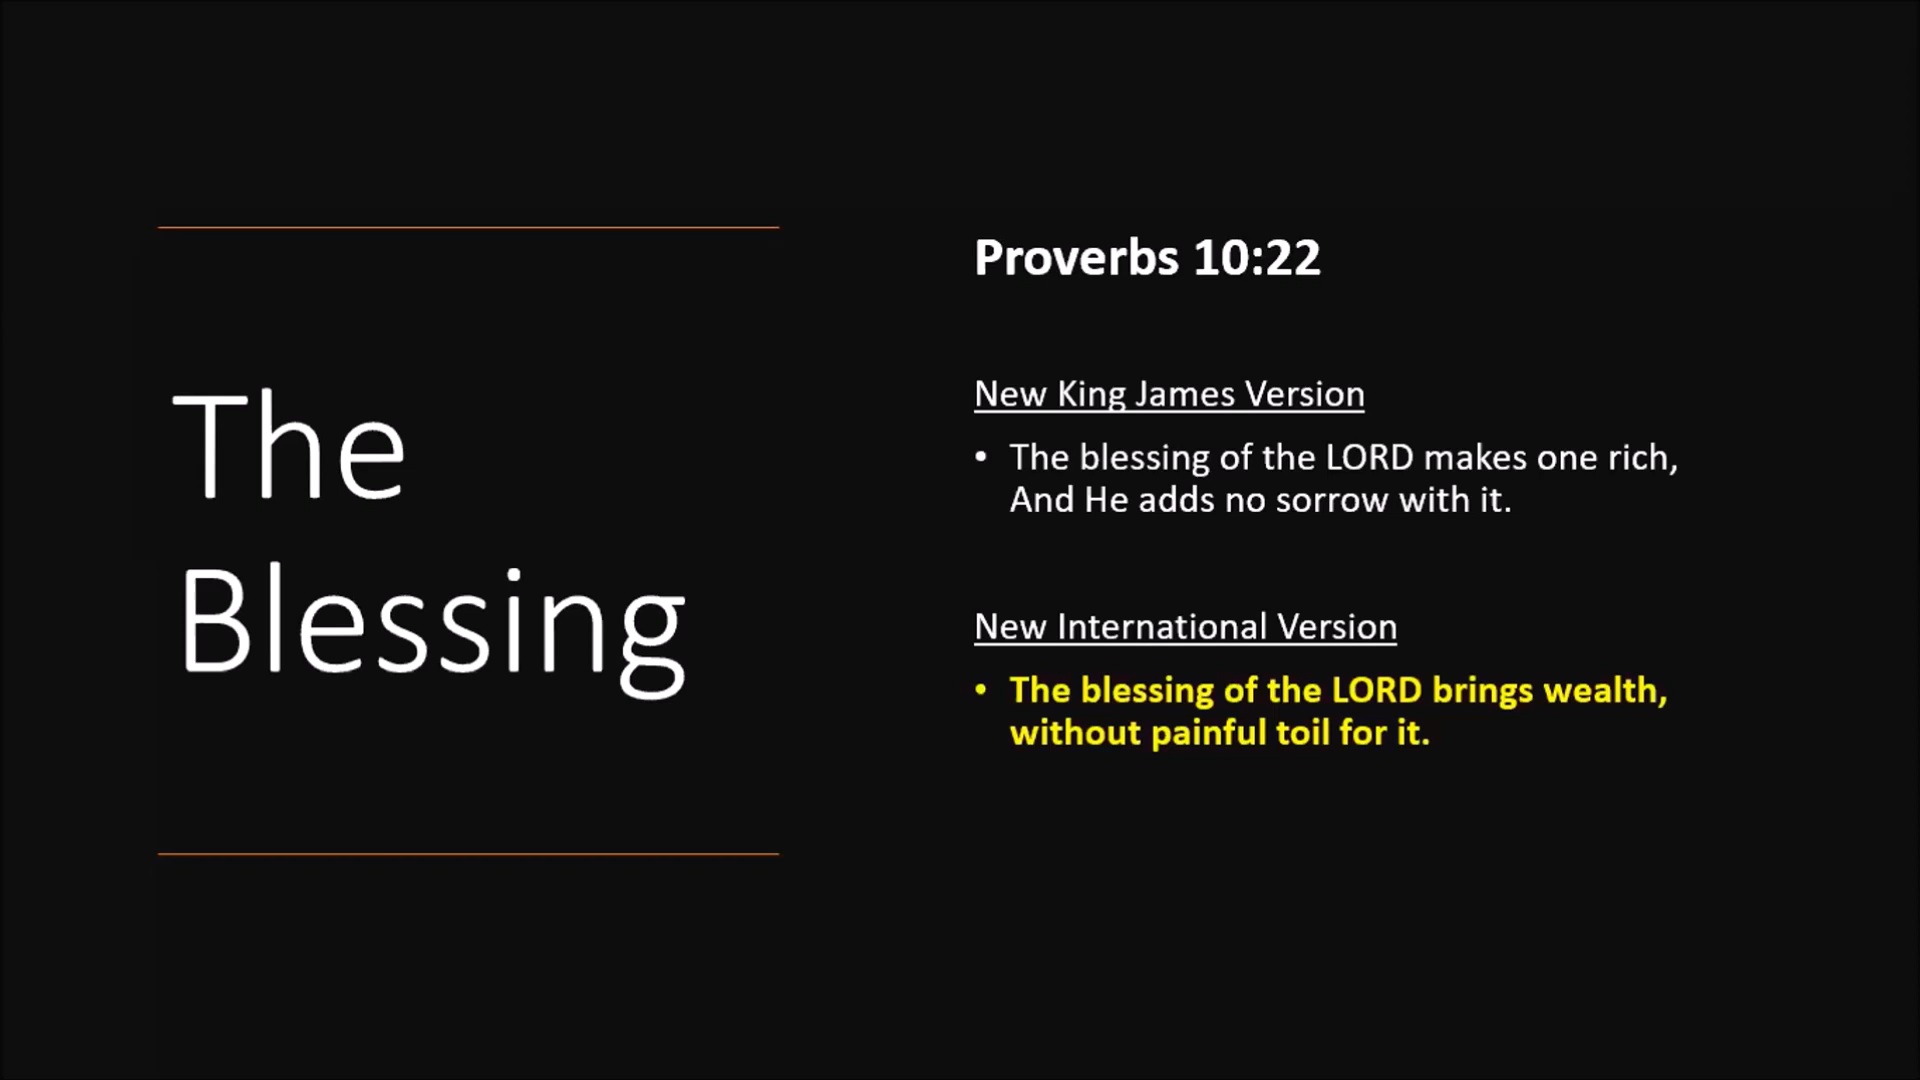 The
Blessing
Proverbs 10:22
New King James Version
• The blessing of the LORD makes one rich,
And He adds no sorrow with it.
New International Version
• The blessing of the LORD brings wealth,
without painful toil for it.